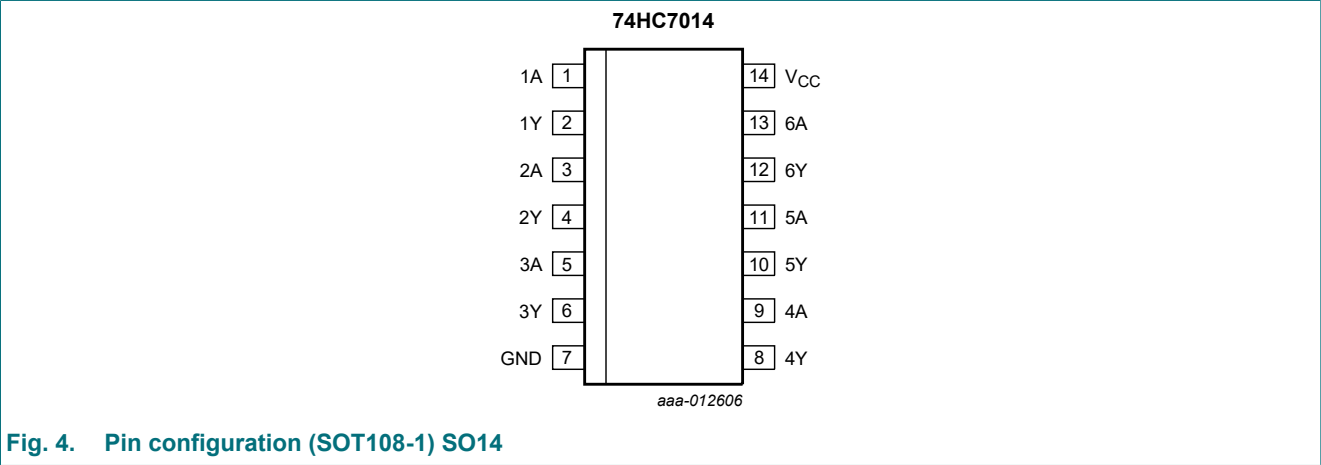 74HC7014
1A 1 14 VCC
1Y 2 13 6A
2A 3 12 6Y
2Y 4 11 5A
3A 5 10 5Y
3Y 6 9 4A
GND 7 8 4Y
aaa-012606
Fig. 4. Pin configuration (SOT108-1) SO14